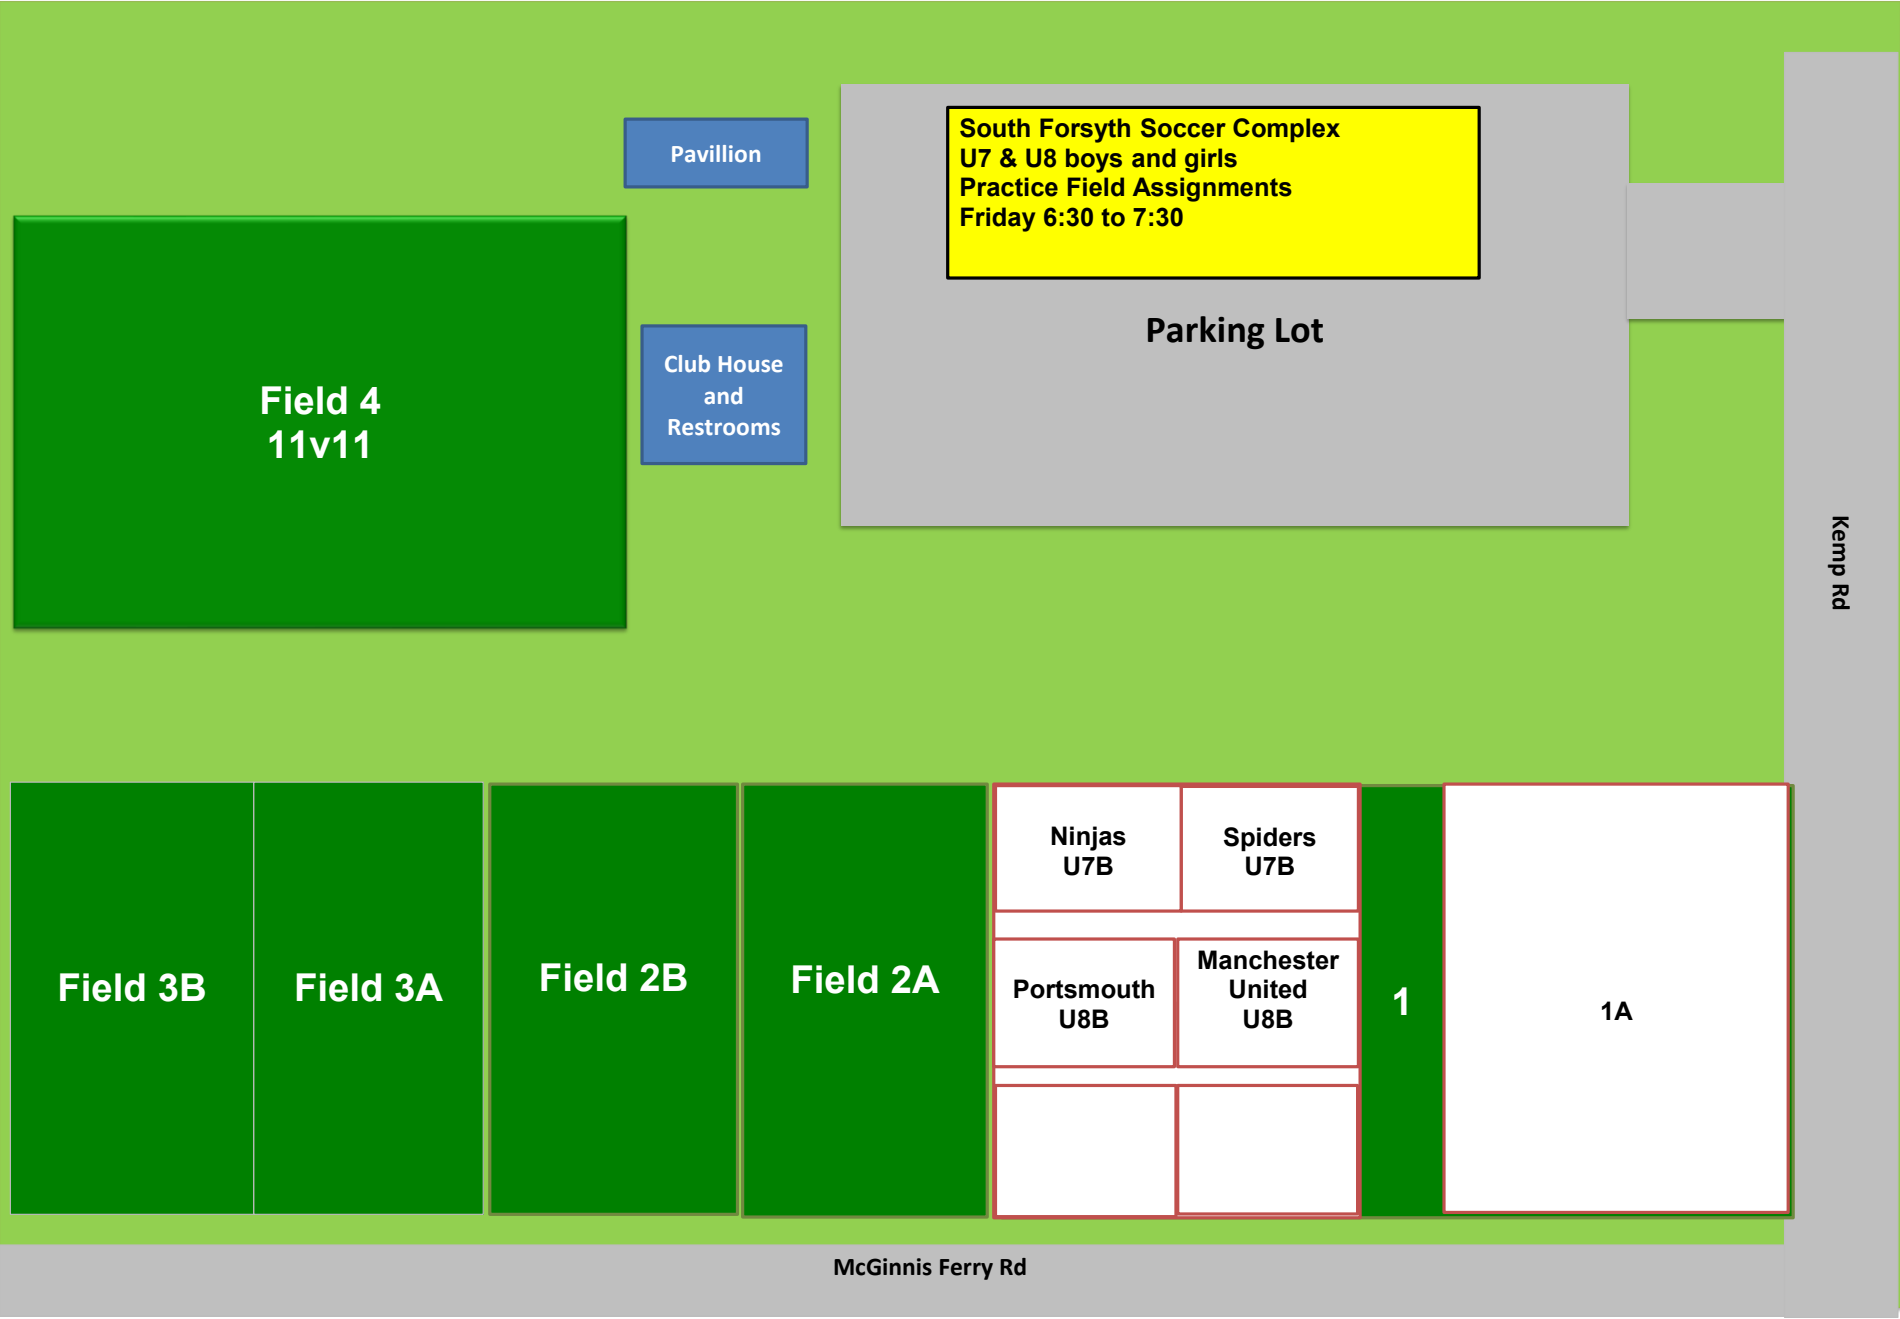 South Forsyth Soccer Complex
U7 & U8 boys and girls
Practice Field Assignments
Friday 6:30 to 7:30
Pavillion
Parking Lot
Club House
and
Restrooms
Field 4
11v11
Kemp Rd
Ninjas
U7B
Spiders
U7B
Field 3B
Field 3A
Field 2B
Field 2A
Portsmouth
U8B
Manchester
United
U8B
1
1A
McGinnis Ferry Rd